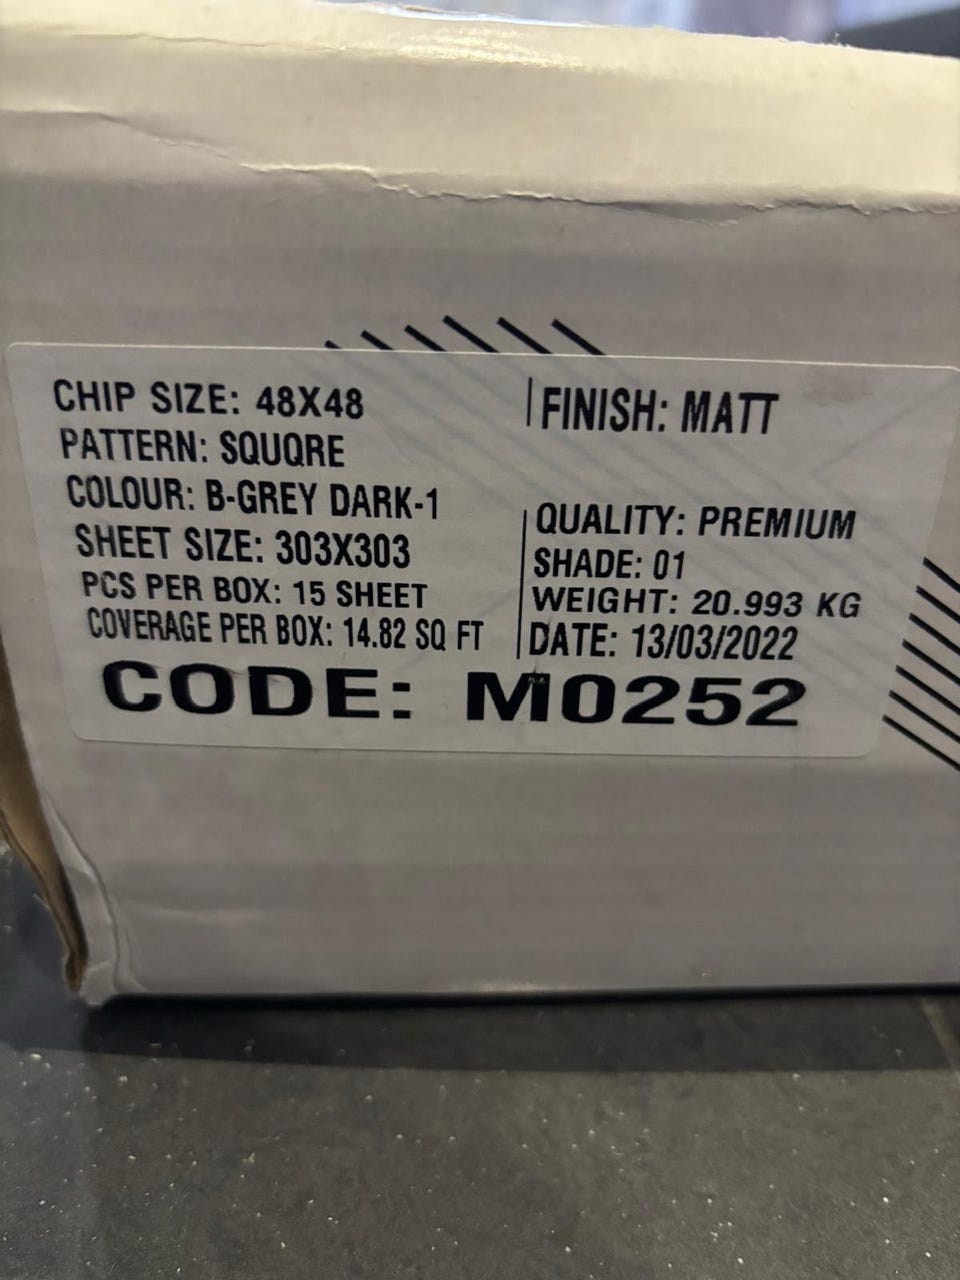 CHIP SIZE: 48X48
PATTERN: SQUQRE
COLOUR: B-GREY DARK-1
SHEET SIZE: 303X303
PCS PER BOX: 15 SHEET
COVERAGE PER BOX: 14.82 SQ FT
FINISH: MATT
QUALITY: PREMIUM
SHADE: 01
WEIGHT: 20.993 KG
DATE: 13/03/2022
CODE: M0252